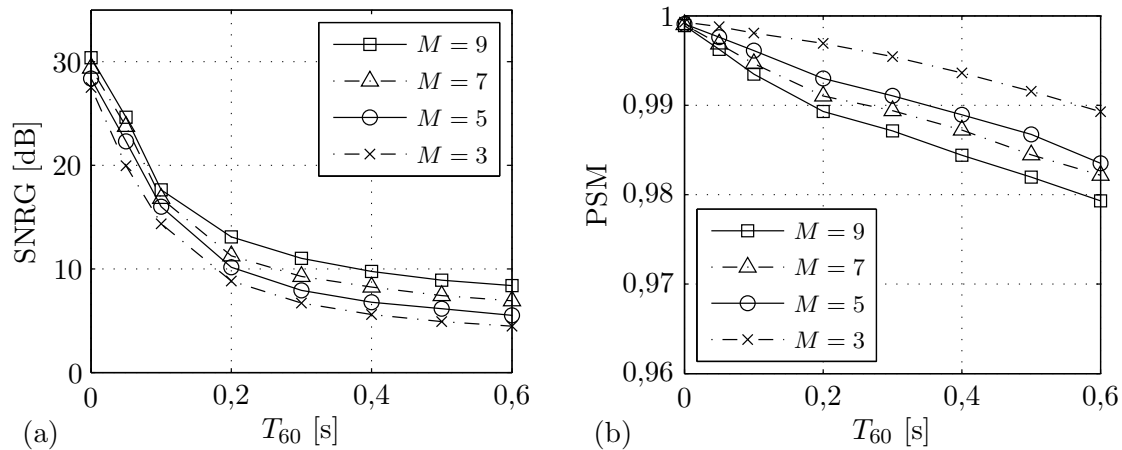 30
20
10
0
SNRG [dB]
0
0,2
0,4
0,6
T60 [s]
(a)
M = 9
M = 7
M = 5
M = 3
1
0,99
0,98
0,97
0,96
PSM
0
0,2
0,4
0,6
T60 [s]
(b)
M = 9
M = 7
M = 5
M = 3